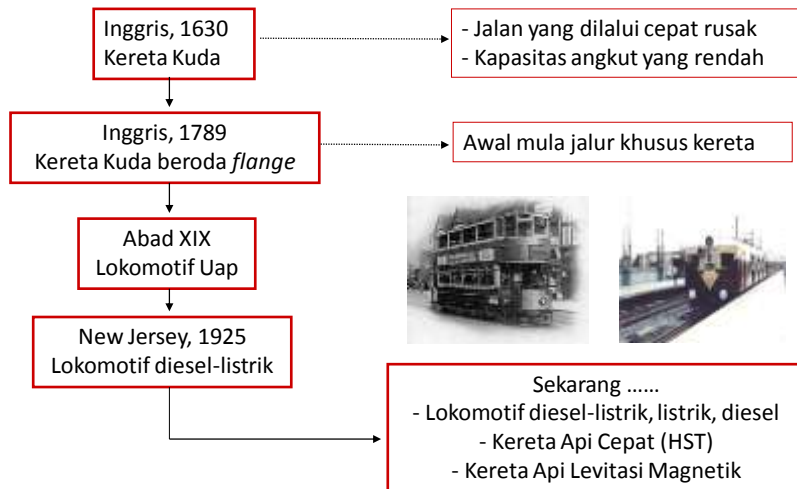 Inggris, 1630
Kereta Kuda
- Jalan yang dilalui cepat rusak
- Kapasitas angkut yang rendah
Inggris, 1789
Kereta Kuda beroda flange
Awal mula jalur khusus kereta
Abad XIX
Lokomotif Uap
New Jersey, 1925
Lokomotif diesel-listrik
Sekarang ......
- Lokomotif diesel-listrik, listrik, diesel
- Kereta Api Cepat (HST)
- Kereta Api Levitasi Magnetik